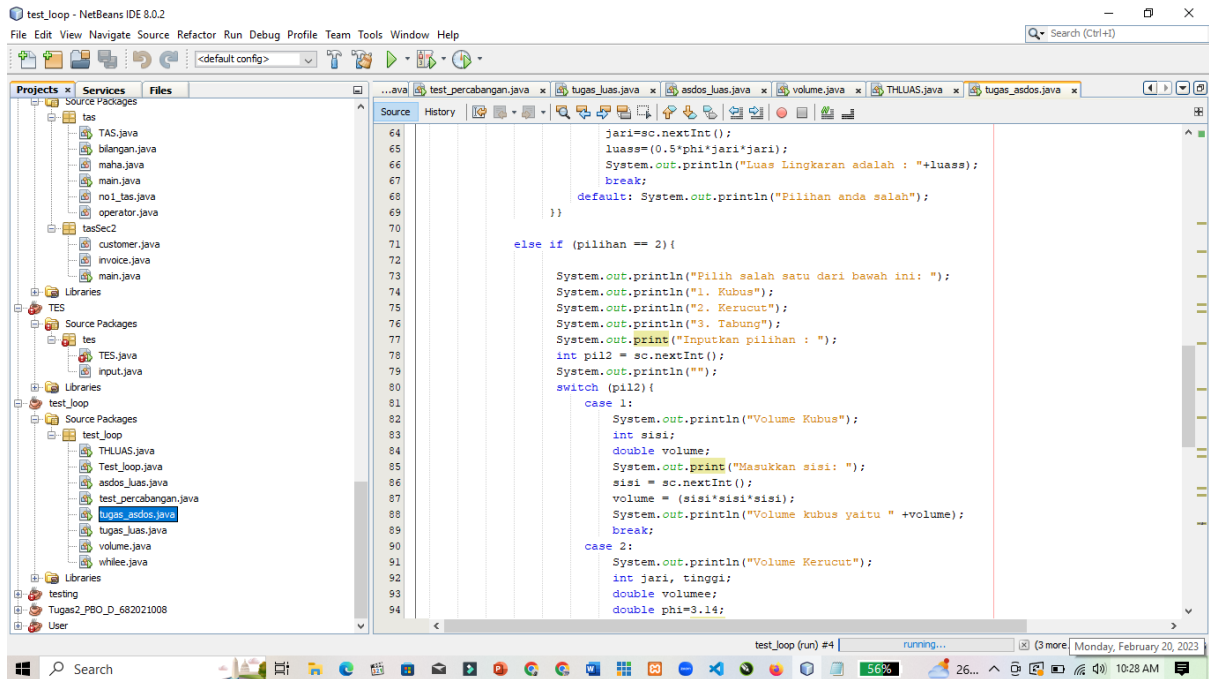 test_loop - NetBeans IDE 8.0.2
File Edit View Navigate Source Refactor Run Debug Profile Team Tools Window Help
Search (Ctrl+I)
<default config>
Projects × Services Files
Source Packages
tas
TAS.java
bilangan.java
maha.java
main.java
no1_tas.java
operator.java
tasSec2
customer.java
invoice.java
main.java
Libraries
TES
Source Packages
tes
TES.java
input.java
Libraries
test_loop
Source Packages
test_loop
THLUAS.java
Test_loop.java
asdos_luas.java
test_percabangan.java
tugas_asdos.java
tugas_luas.java
volume.java
whilee.java
Libraries
testing
Tugas2_PBO_D_682021008
User
...ava test_percabangan.java × tugas_luas.java × asdos_luas.java × volume.java × THLUAS.java × tugas_asdos.java ×
Source History
64 jari=sc.nextInt();
65 luass=(0.5*phi*jari*jari);
66 System.out.println("Luas Lingkaran adalah : "+luass);
67 break;
68 default: System.out.println("Pilihan anda salah");
69 }}
70
71 else if (pilihan == 2){
72
73 System.out.println("Pilih salah satu dari bawah ini: ");
74 System.out.println("1. Kubus");
75 System.out.println("2. Kerucut");
76 System.out.println("3. Tabung");
77 System.out.print("Inputkan pilihan : ");
78 int pil2 = sc.nextInt();
79 System.out.println("");
80 switch (pil2){
81 case 1:
82 System.out.println("Volume Kubus");
83 int sisi;
84 double volume;
85 System.out.print("Masukkan sisi: ");
86 sisi = sc.nextInt();
87 volume = (sisi*sisi*sisi);
88 System.out.println("Volume kubus yaitu " +volume);
89 break;
90 case 2:
91 System.out.println("Volume Kerucut");
92 int jari, tinggi;
93 double volumee;
94 double phi=3.14;
test_loop (run) #4 running... (3 more
Monday, February 20, 2023
Search
56%
26...
10:28 AM